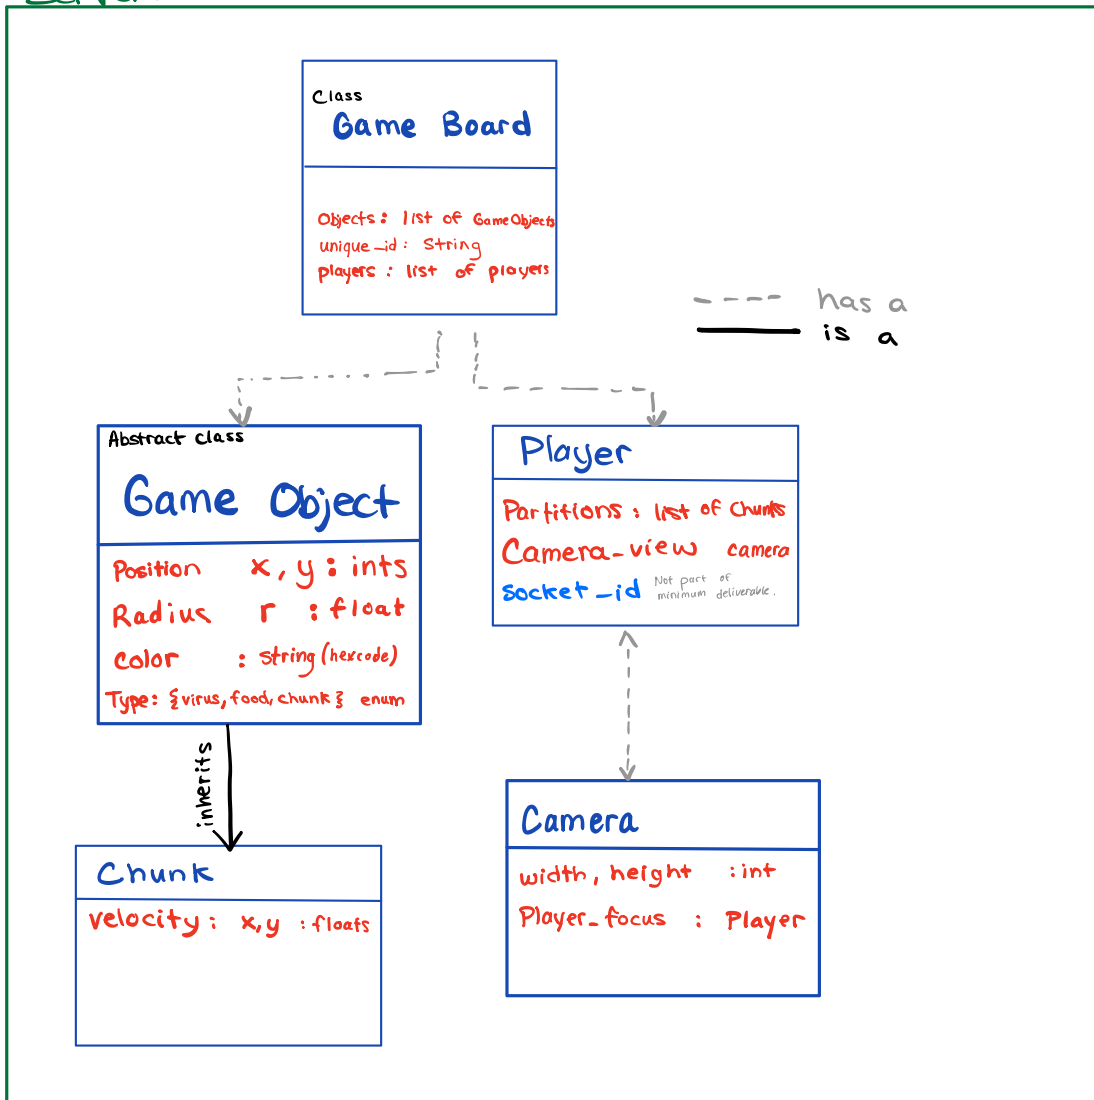 Class
Game Board
Objects: list of GameObjects
unique_id: String
players: list of players
has a
is a
Abstract class
Game Object
Position x, y: ints
Radius r : float
Color : string (hexcode)
Type: {virus, food, chunk} enum
Player
Partitions: list of Chunks
Camera_view camera
socket_id Not part of
minimum deliverable.
inherits
Chunk
velocity: x,y : floats
Camera
width, height : int
Player_focus : Player